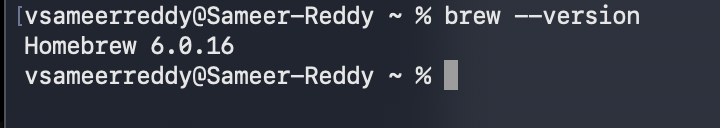 [vsameerreddy@Sameer-Reddy ~ % brew --version
Homebrew 6.0.16
vsameerreddy@Sameer-Reddy ~ %